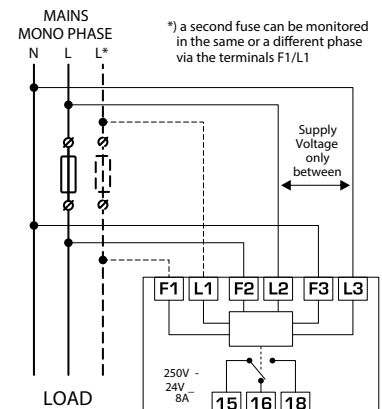 MAINS
MONO PHASE
N L L*
*) a second fuse can be monitored
in the same or a different phase
via the terminals F1/L1
Supply
Voltage
only
between
F1 L1 F2 L2 F3 L3
250V -
24V _
8A
15 16 18
LOAD